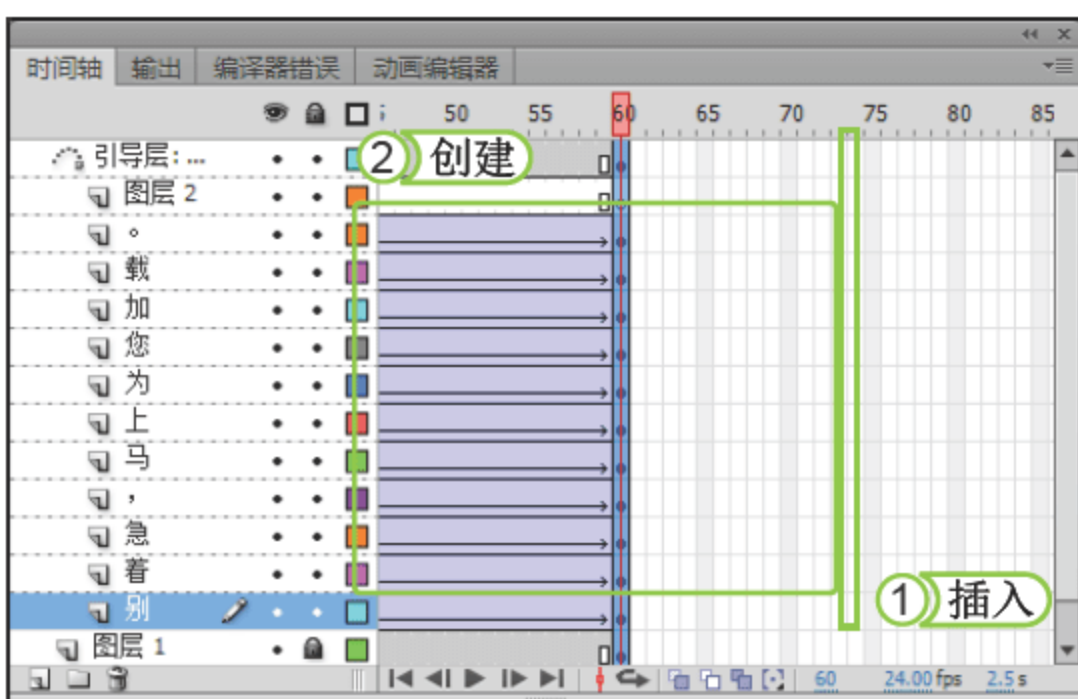 时间轴 输出 编译器错误 动画编辑器
50 55 60 65 70 75 80 85
引导层: ...
② 创建
图层 2
。
载
加
您
为
上
马
，
急
着
① 插入
别
图层 1
60 24.00 fps 2.5 s